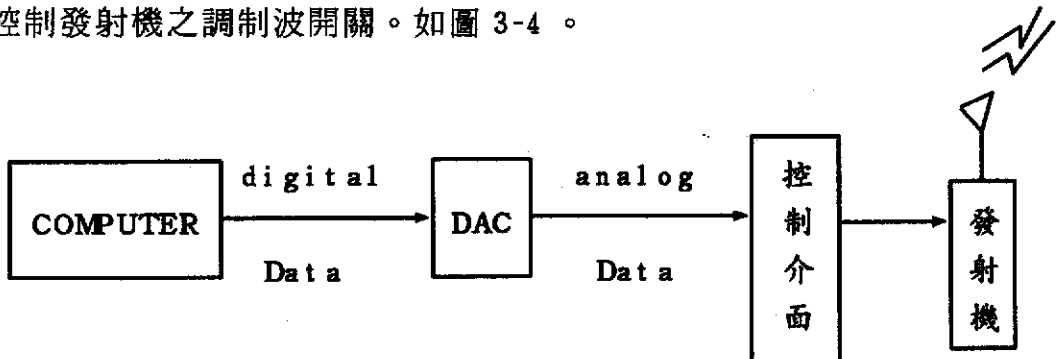 控制發射機之調制波開關。如圖 3-4 。
digital
analog
COMPUTER
DAC
Data
Data
控制介面
發射機